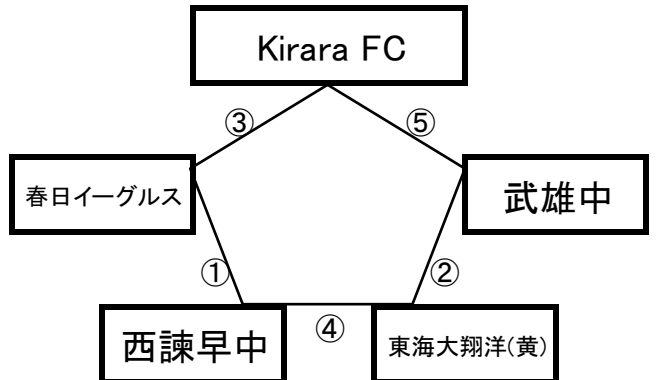 Kirara FC
③
⑤
春日イーグルス
武雄中
①
②
西諫早中
④
東海大翔洋(黄)